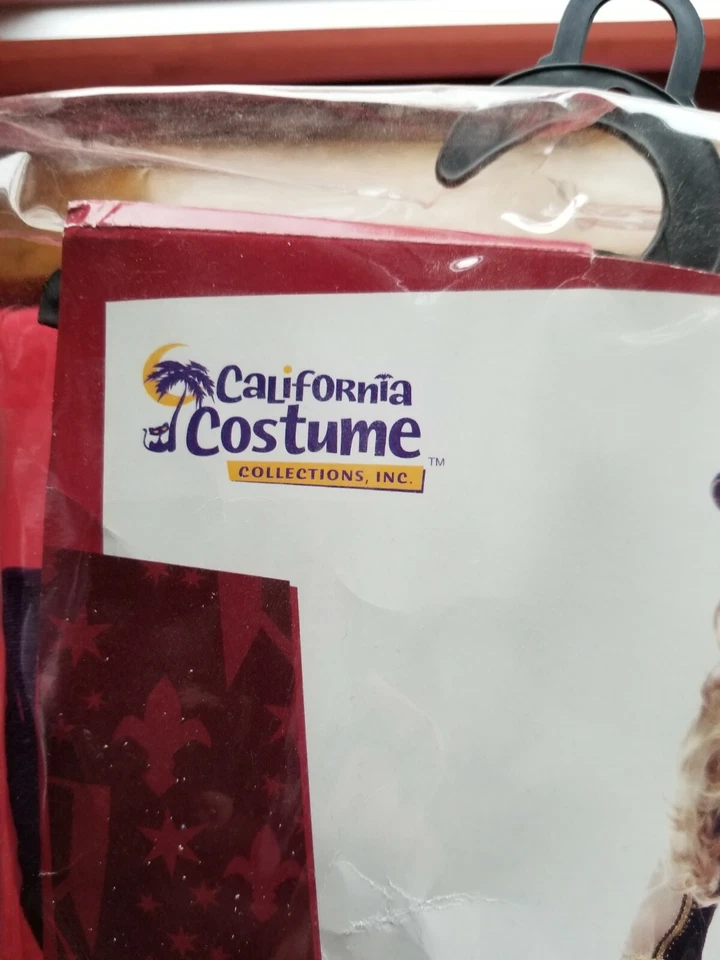 California
Costume
COLLECTIONS, INC.
TM